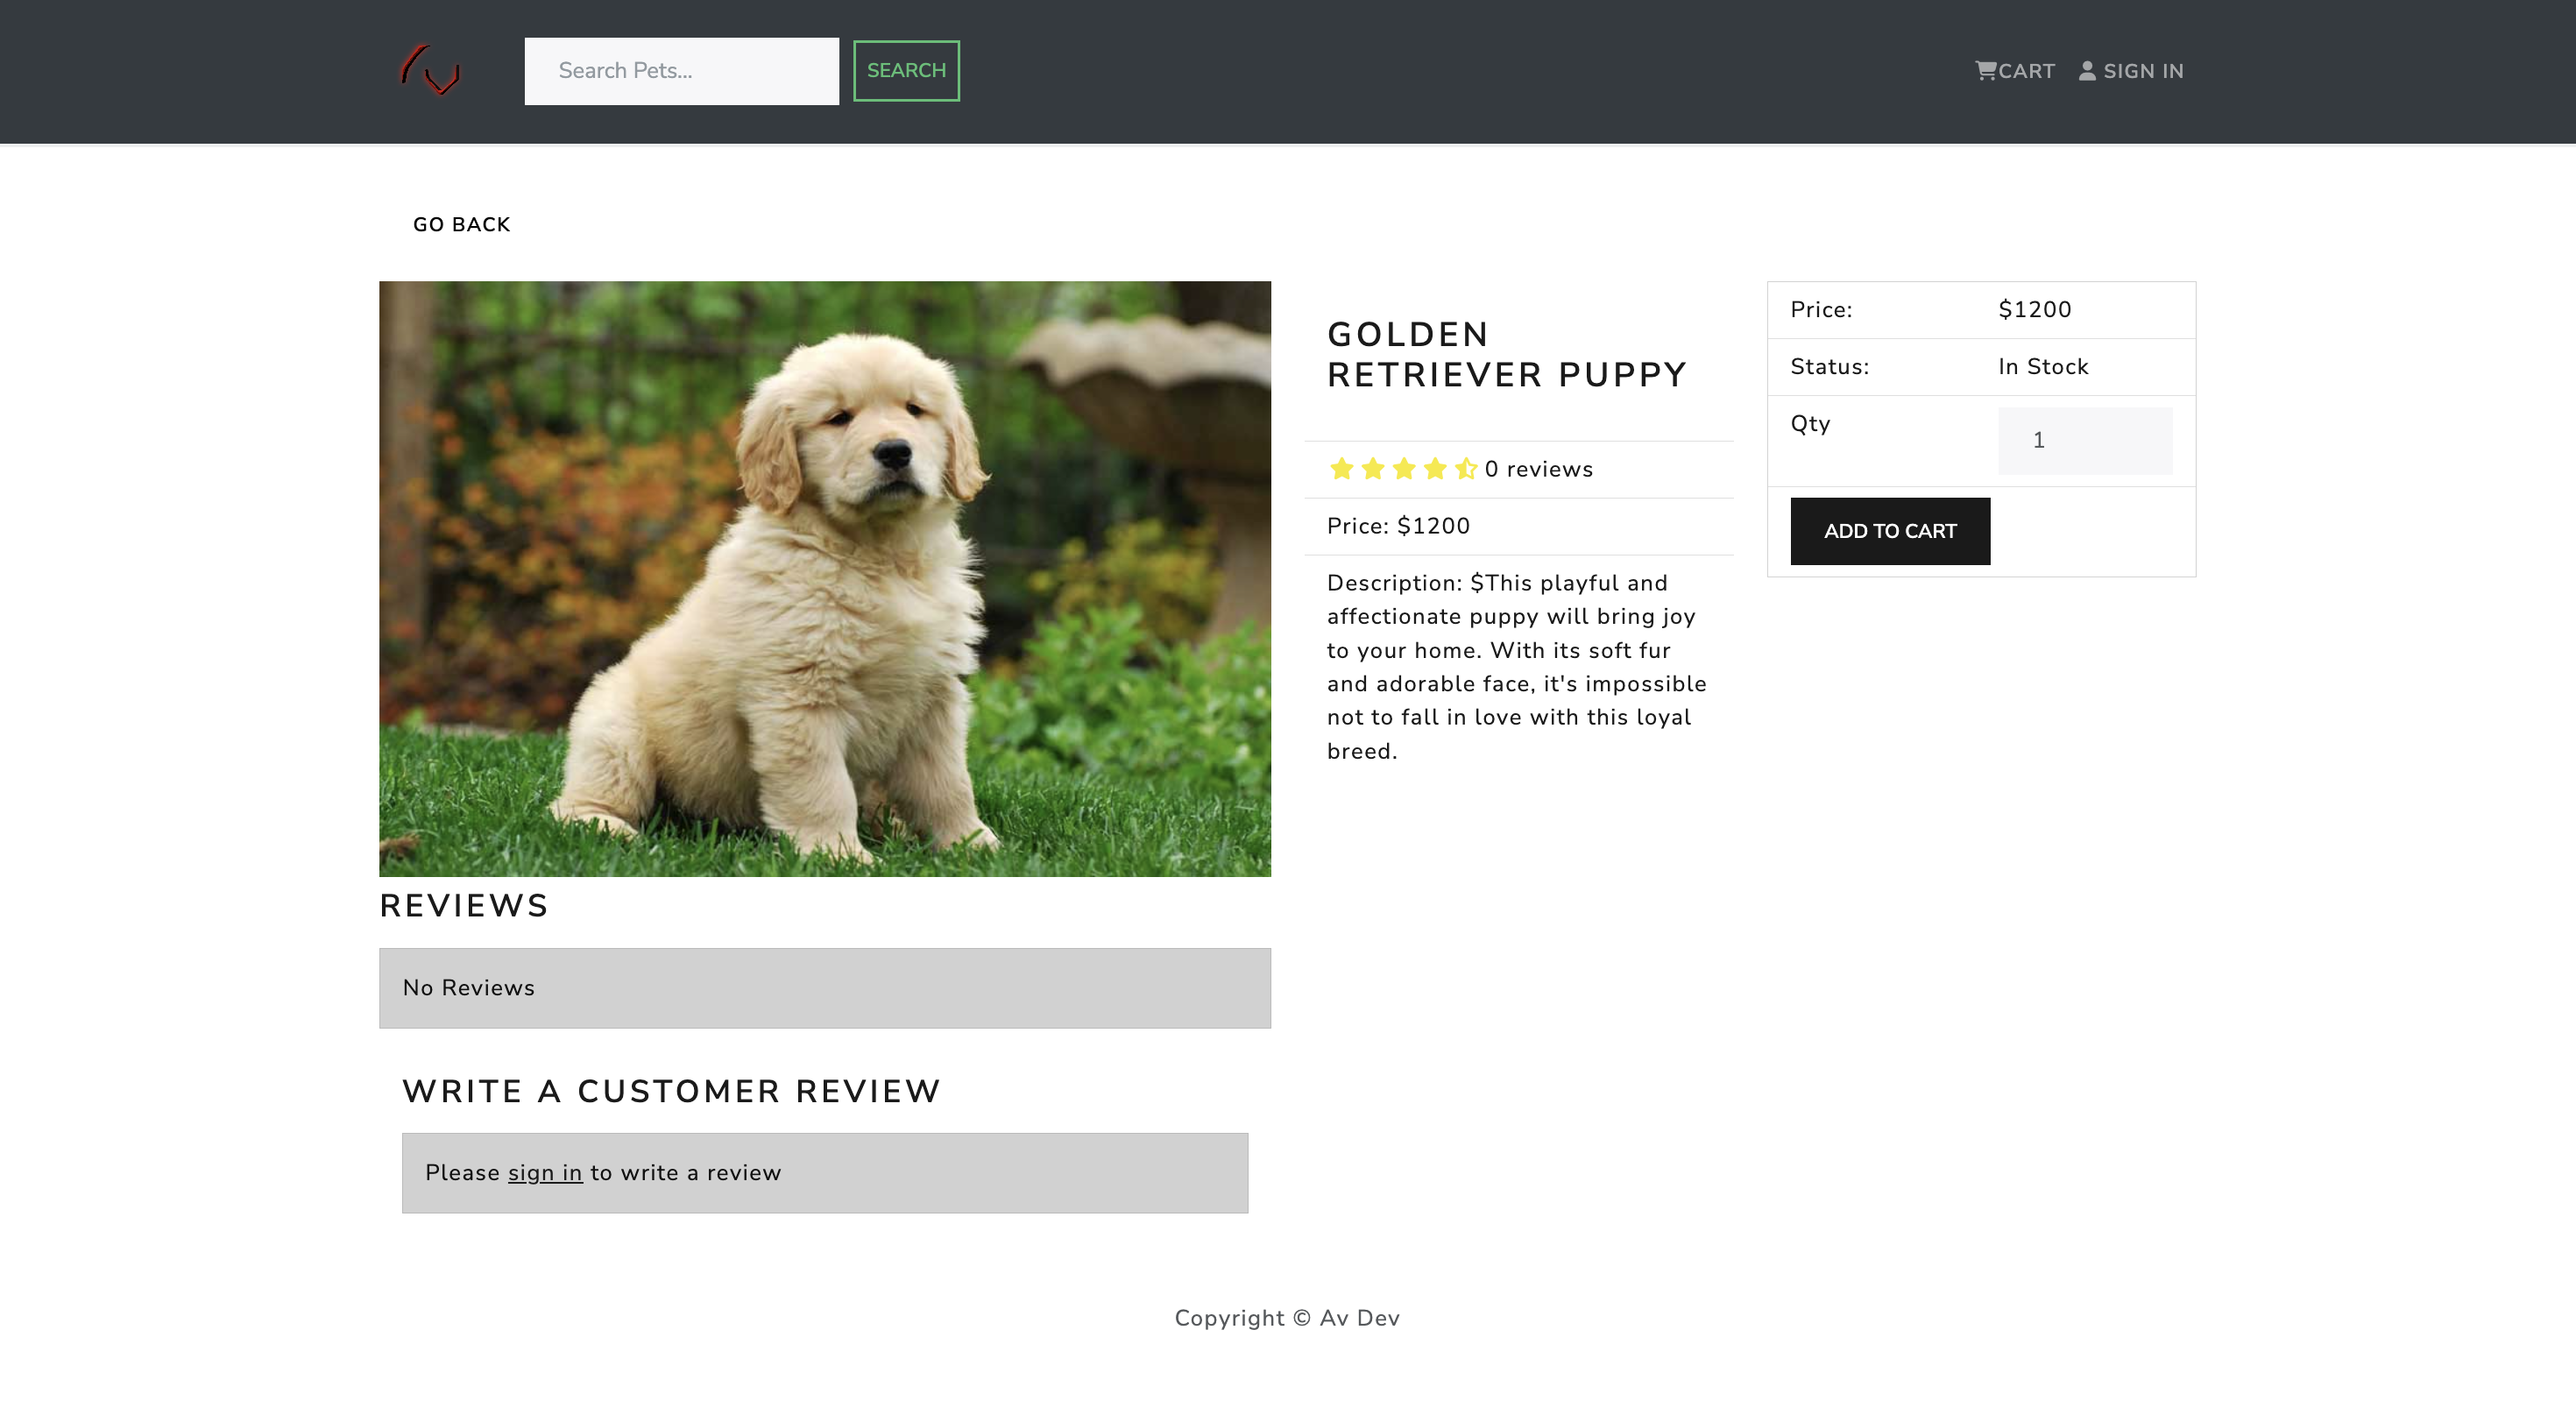 Search Pets...
SEARCH
CART
SIGN IN
GO BACK
GOLDEN
RETRIEVER PUPPY
0 reviews
Price: $1200
Description: $This playful and
affectionate puppy will bring joy
to your home. With its soft fur
and adorable face, it's impossible
not to fall in love with this loyal
breed.
Price: $1200
Status: In Stock
Qty 1
ADD TO CART
REVIEWS
No Reviews
WRITE A CUSTOMER REVIEW
Please sign in to write a review
Copyright © Av Dev